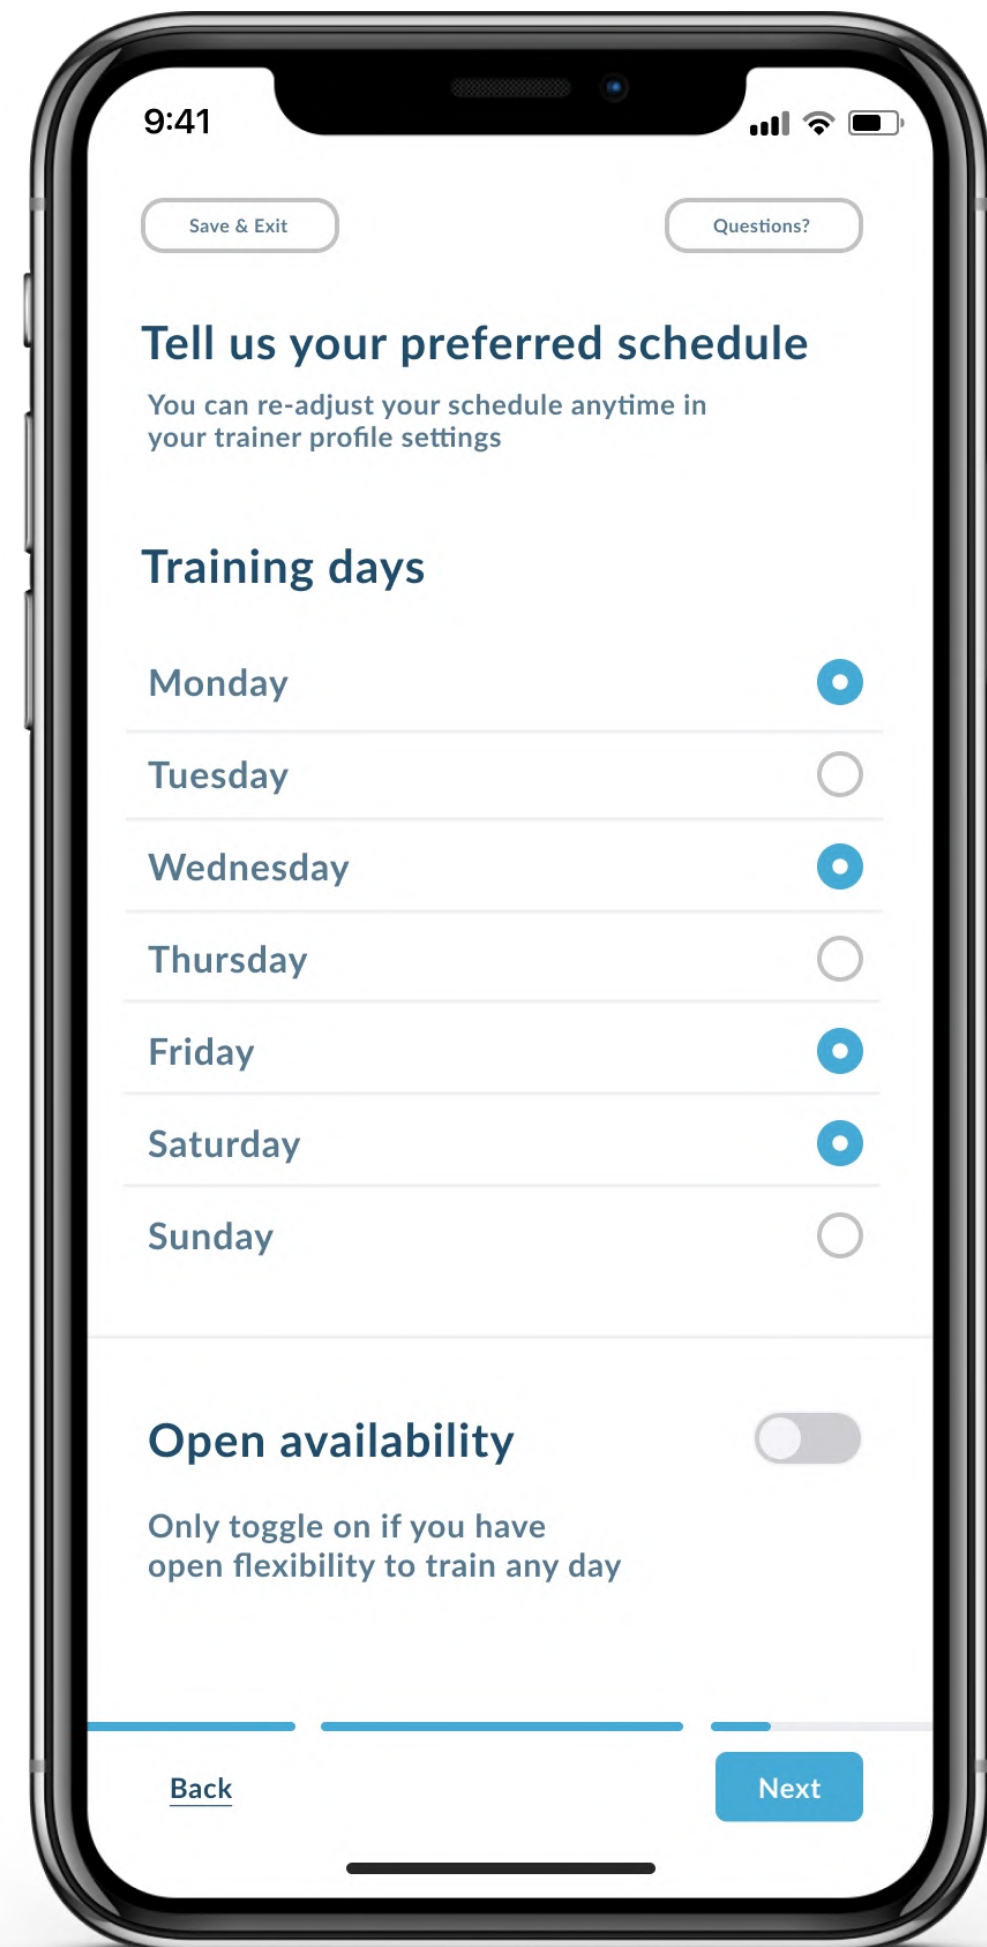 9:41
Save & Exit
Questions?
Tell us your preferred schedule
You can re-adjust your schedule anytime in
your trainer profile settings
Training days
Monday
Tuesday
Wednesday
Thursday
Friday
Saturday
Sunday
Open availability
Only toggle on if you have
open flexibility to train any day
Back
Next